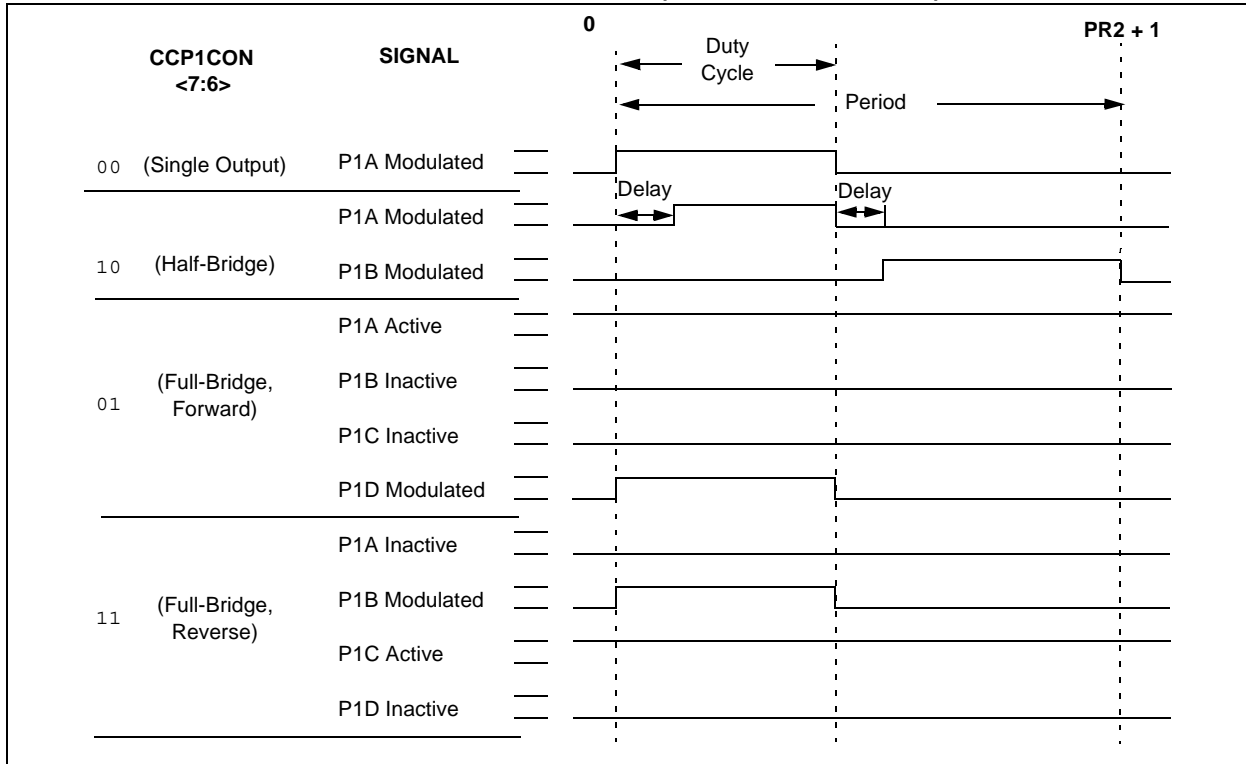 0
PR2 + 1
CCP1CON
<7:6>
SIGNAL
Duty
Cycle
Period
00 (Single Output) P1A Modulated
Delay Delay
P1A Modulated
10 (Half-Bridge) P1B Modulated
P1A Active
01 (Full-Bridge,
Forward)
P1B Inactive
P1C Inactive
P1D Modulated
P1A Inactive
11 (Full-Bridge,
Reverse)
P1B Modulated
P1C Active
P1D Inactive